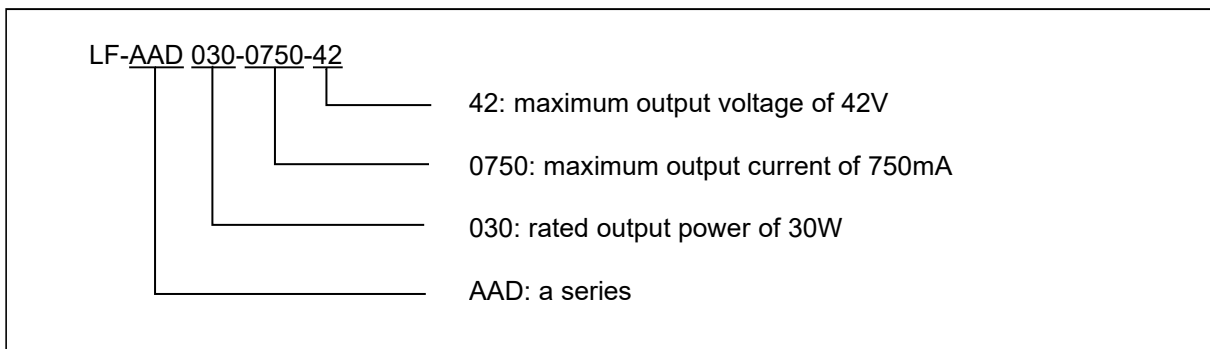 LF-AAD 030-0750-42
42: maximum output voltage of 42V
0750: maximum output current of 750mA
030: rated output power of 30W
AAD: a series